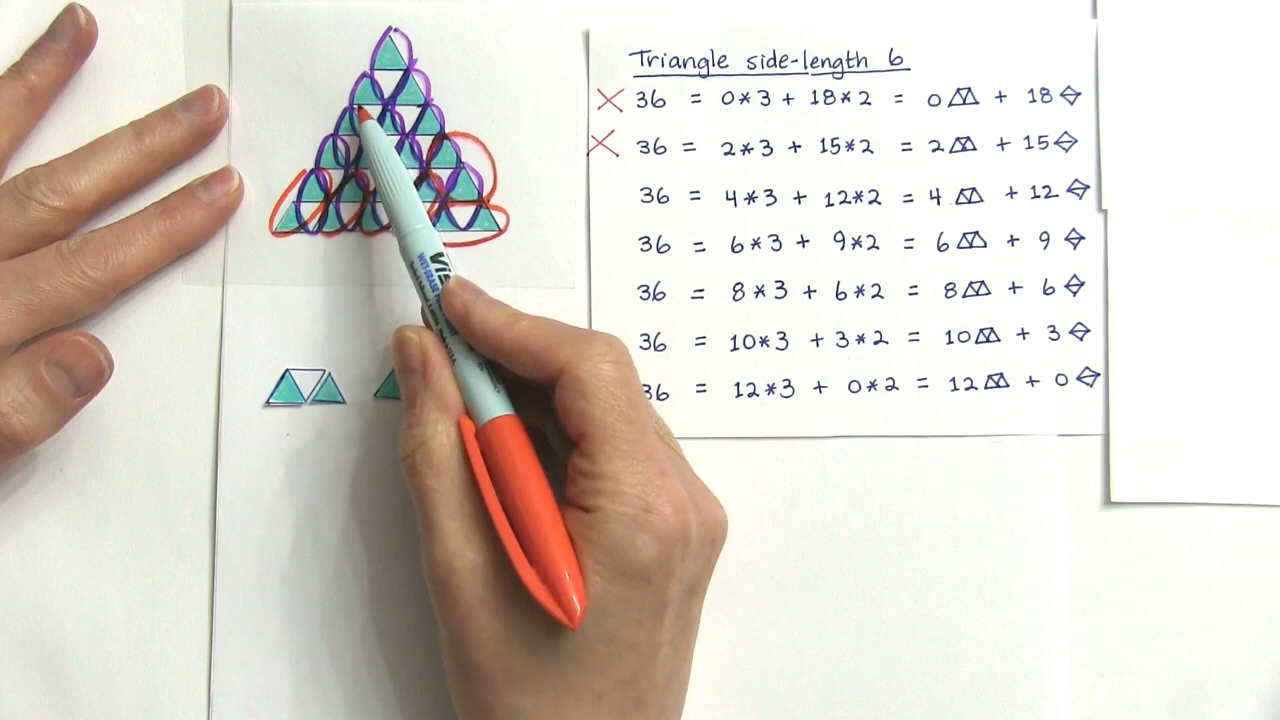 Triangle side-length 6
36 = 0*3 + 18*2 = 0 + 18
36 = 2*3 + 15*2 = 2 + 15
36 = 4*3 + 12*2 = 4 + 12
36 = 6*3 + 9*2 = 6 + 9
36 = 8*3 + 6*2 = 8 + 6
36 = 10*3 + 3*2 = 10 + 3
36 = 12*3 + 0*2 = 12 + 0